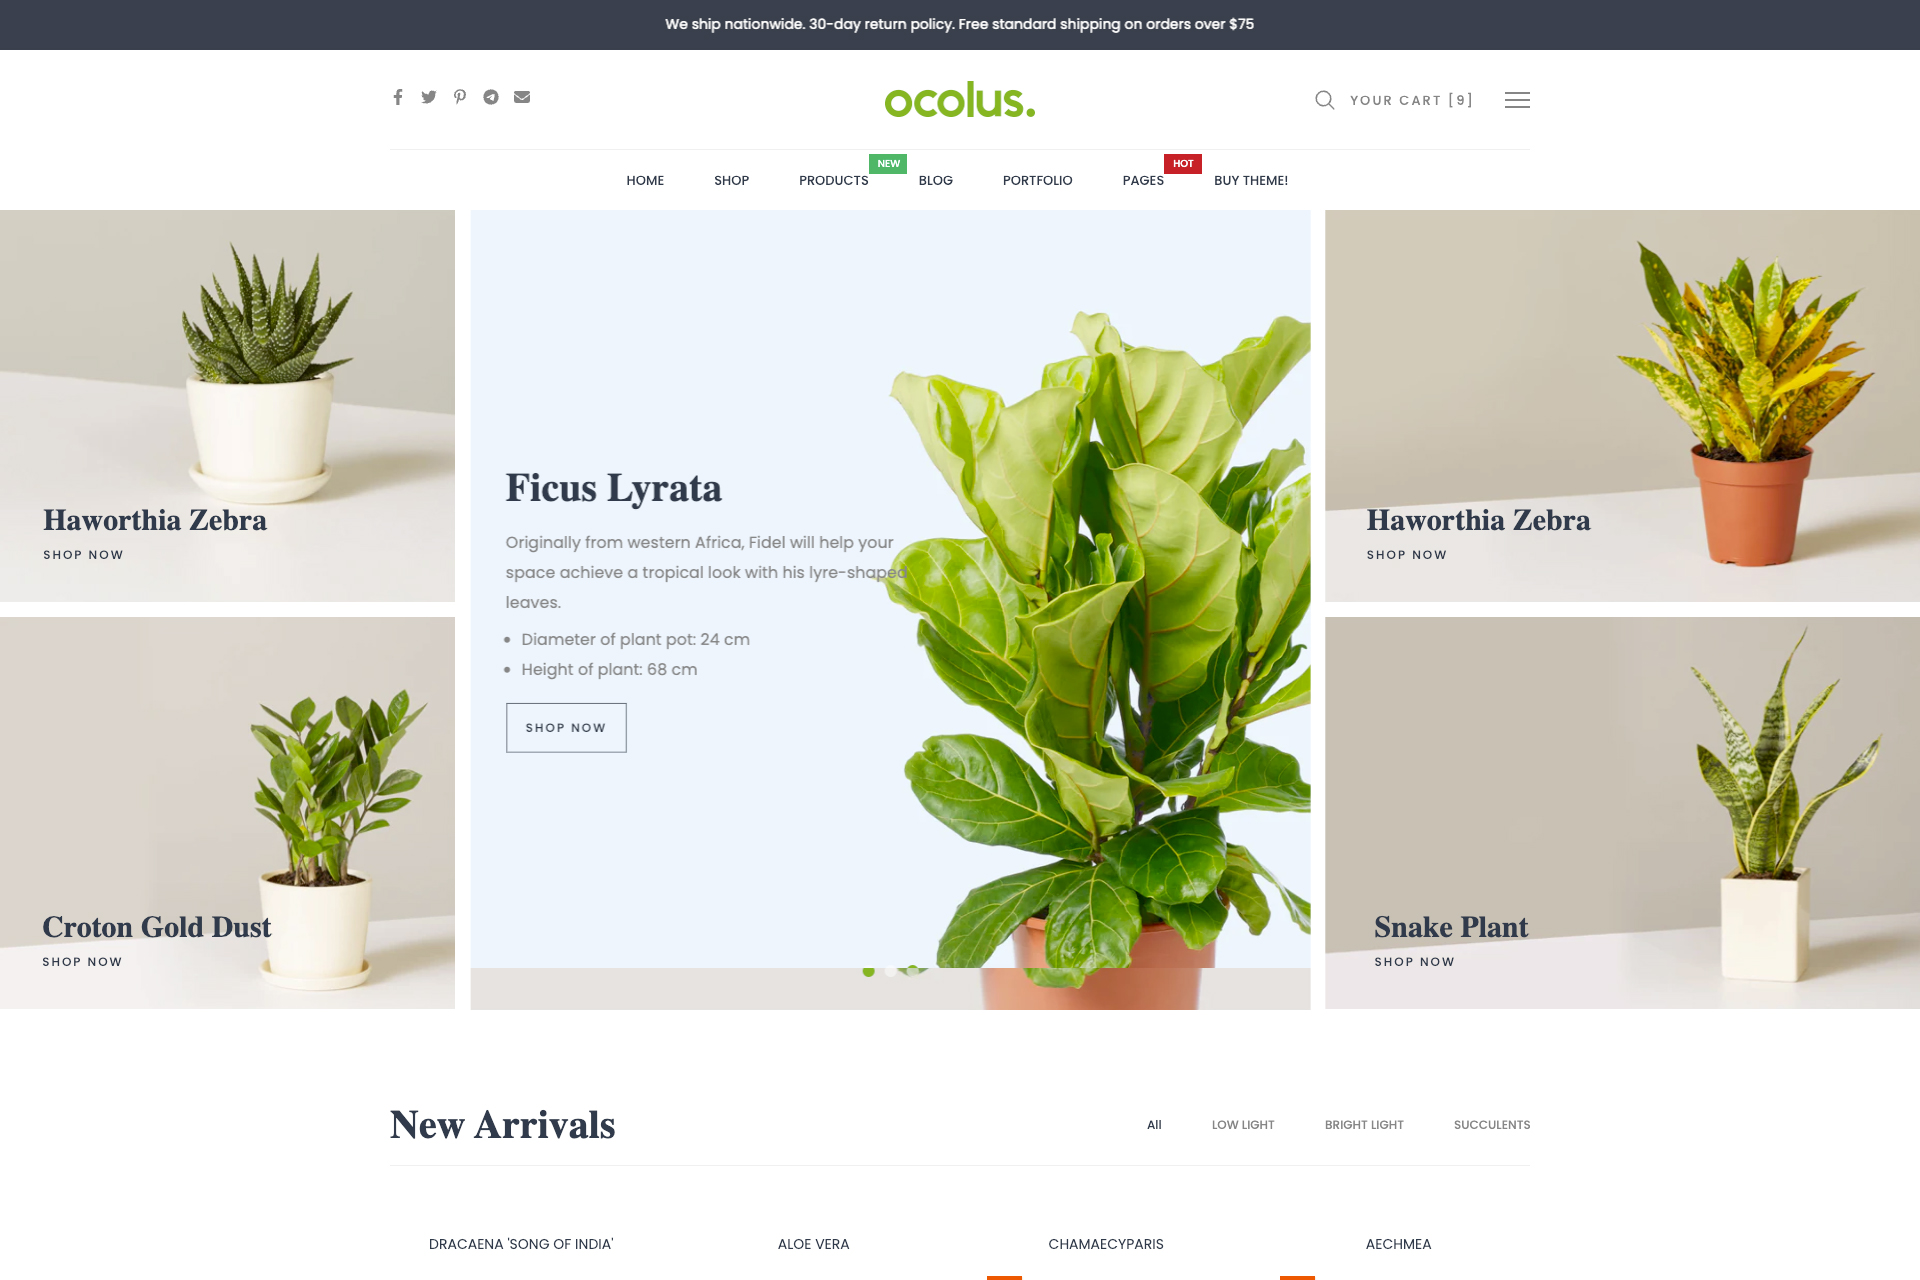 We ship nationwide. 30-day return policy. Free standard shipping on orders over $75
ocolus.
YOUR CART [9]
NEW
HOT
HOME
SHOP
PRODUCTS
BLOG
PORTFOLIO
PAGES
BUY THEME!
Haworthia Zebra
SHOP NOW
Croton Gold Dust
SHOP NOW
Ficus Lyrata
Originally from western Africa, Fidel will help your
space achieve a tropical look with his lyre-shaped
leaves.
Diameter of plant pot: 24 cm
Height of plant: 68 cm
SHOP NOW
Haworthia Zebra
SHOP NOW
Snake Plant
SHOP NOW
New Arrivals
All
LOW LIGHT
BRIGHT LIGHT
SUCCULENTS
DRACAENA 'SONG OF INDIA'
ALOE VERA
CHAMAECYPARIS
AECHMEA